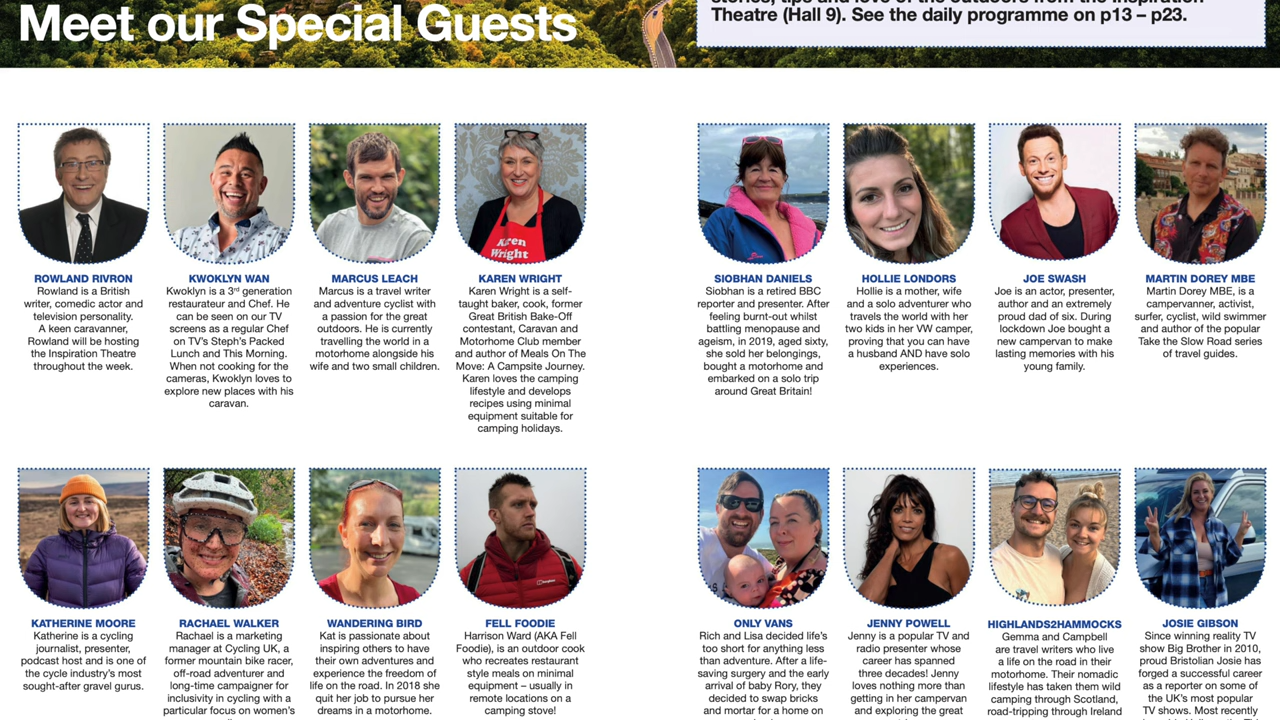 Meet our Special Guests
stories, tips and love of the outdoors from the Inspiration
Theatre (Hall 9). See the daily programme on p13 – p23.
Karen
Wright
ROWLAND RIVRON
Rowland is a British
writer, comedic actor and
television personality.
A keen caravanner,
Rowland will be hosting
the Inspiration Theatre
throughout the week.
KWOKLYN WAN
Kwoklyn is a 3rd generation
restaurateur and Chef. He
can be seen on our TV
screens as a regular Chef
on TV's Steph's Packed
Lunch and This Morning.
When not cooking for the
cameras, Kwoklyn loves to
explore new places with his
caravan.
MARCUS LEACH
Marcus is a travel writer
and adventure cyclist with
a passion for the great
outdoors. He is currently
travelling the world in a
motorhome alongside his
wife and two small children.
KAREN WRIGHT
Karen Wright is a self-
taught baker, cook, former
Great British Bake-Off
contestant, Caravan and
Motorhome Club member
and author of Meals On The
Move: A Campsite Journey.
Karen loves the camping
lifestyle and develops
recipes using minimal
equipment suitable for
camping holidays.
SIOBHAN DANIELS
Siobhan is a retired BBC
reporter and presenter. After
feeling burnt-out whilst
battling menopause and
ageism, in 2019, aged sixty,
she sold her belongings,
bought a motorhome and
embarked on a solo trip
around Great Britain!
HOLLIE LONDORS
Hollie is a mother, wife
and a solo adventurer who
travels the world with her
two kids in her VW camper,
proving that you can have
a husband AND have solo
experiences.
JOE SWASH
Joe is an actor, presenter,
author and an extremely
proud dad of six. During
lockdown Joe bought a
new campervan to make
lasting memories with his
young family.
MARTIN DOREY MBE
Martin Dorey MBE, is a
campervanner, activist,
surfer, cyclist, wild swimmer
and author of the popular
Take the Slow Road series
of travel guides.
KATHERINE MOORE
Katherine is a cycling
journalist, presenter,
podcast host and is one of
the cycle industry's most
sought-after gravel gurus.
RACHAEL WALKER
Rachael is a marketing
manager at Cycling UK, a
former mountain bike racer,
off-road adventurer and
long-time campaigner for
inclusivity in cycling with a
particular focus on women's
WANDERING BIRD
Kat is passionate about
inspiring others to have
their own adventures and
experience the freedom of
life on the road. In 2018 she
quit her job to pursue her
dreams in a motorhome.
FELL FOODIE
Harrison Ward (AKA Fell
Foodie), is an outdoor cook
who recreates restaurant
style meals on minimal
equipment – usually in
remote locations on a
camping stove!
ONLY VANS
Rich and Lisa decided life's
too short for anything less
than adventure. After a life-
saving surgery and the early
arrival of baby Rory, they
decided to swap bricks
and mortar for a home on
JENNY POWELL
Jenny is a popular TV and
radio presenter whose
career has spanned
three decades! Jenny
loves nothing more than
getting in her campervan
and exploring the great
HIGHLANDS2HAMMOCKS
Gemma and Campbell
are travel writers who live
a life on the road in their
motorhome. Their nomadic
lifestyle has taken them wild
camping through Scotland,
road-tripping through Ireland
JOSIE GIBSON
Since winning reality TV
show Big Brother in 2010,
proud Bristolian Josie has
forged a successful career
as a reporter on some of
the UK's most popular
TV shows. Most recently